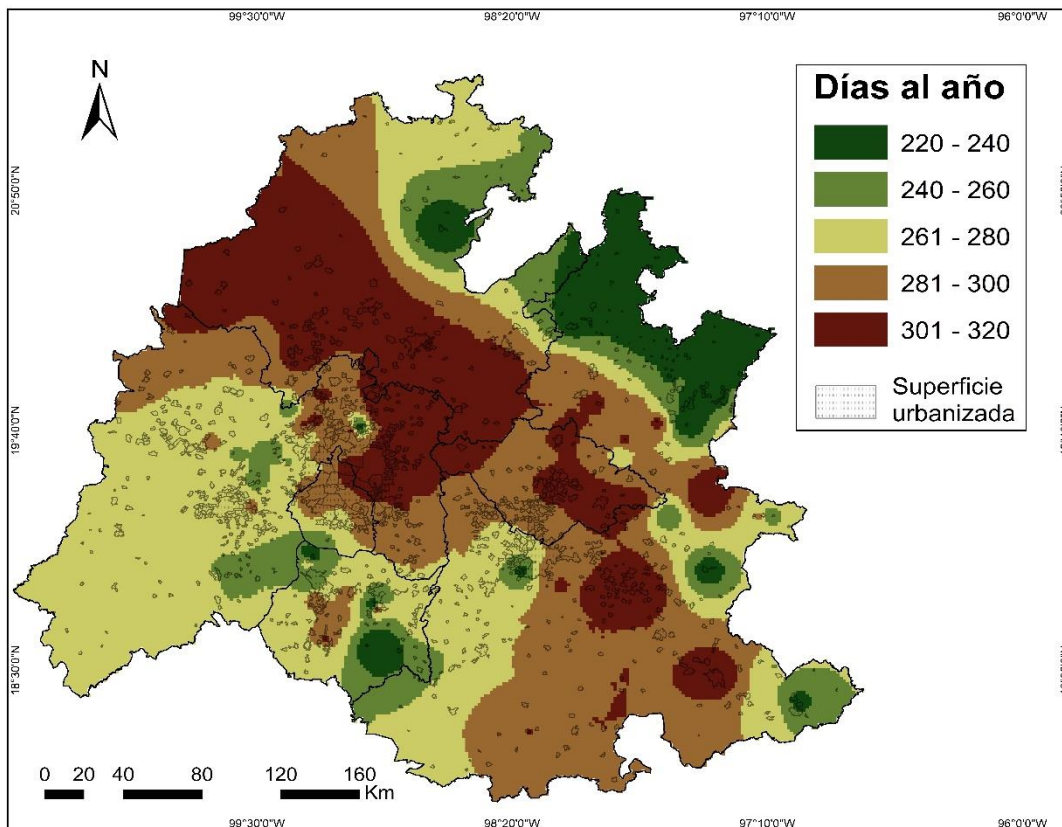 99°30'0"W 98°20'0"W 97°10'0"W 96°0'0"W
N
Días al año
220 - 240
240 - 260
261 - 280
281 - 300
301 - 320
Superficie
urbanizada
20°50'0"N
19°40'0"N
18°30'0"N
0 20 40 80 120 160
Km
99°30'0"W 98°20'0"W 97°10'0"W 96°0'0"W